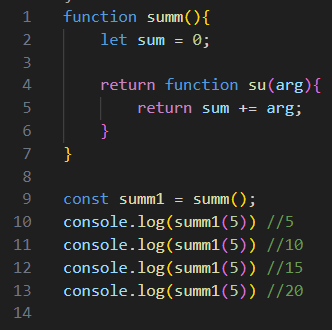 1 function summ(){
2     let sum = 0;
3
4     return function su(arg){
5         return sum += arg;
6     }
7 }
8
9 const summ1 = summ();
10 console.log(summ1(5)) //5
11 console.log(summ1(5)) //10
12 console.log(summ1(5)) //15
13 console.log(summ1(5)) //20
14